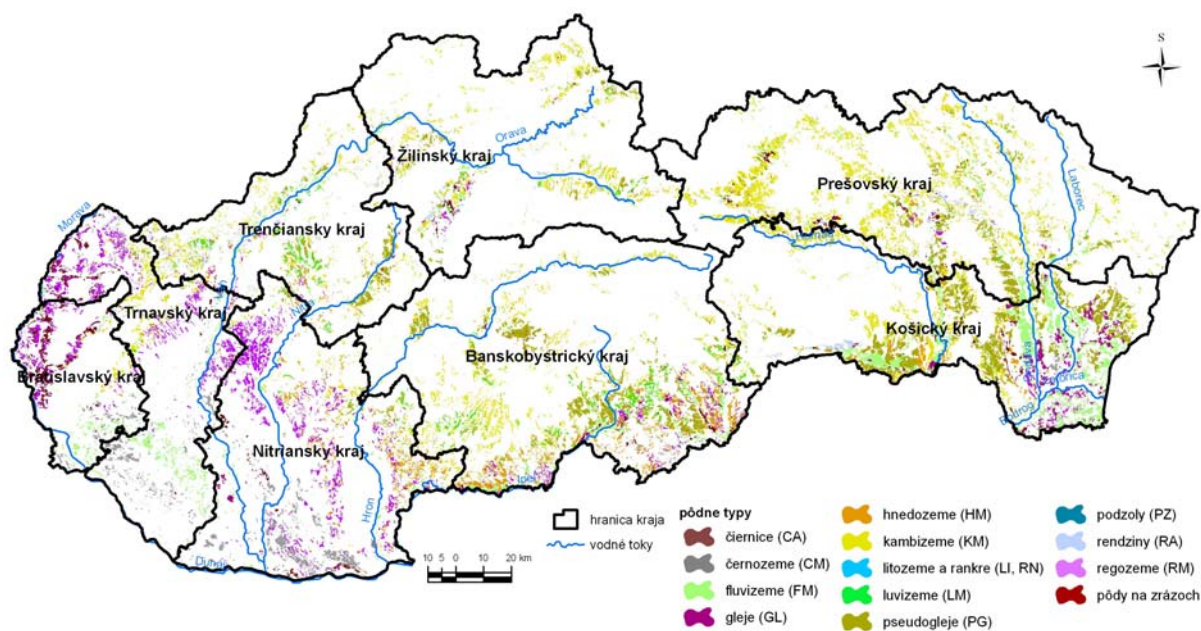 S
Orava
Žilinský kraj
Laborec
Prešovský kraj
Morava
Trenčiansky kraj
Hornád
Trnavský kraj
Košický kraj
Banskobystrický kraj
Bratislavský kraj
Bodrog
Nitriansky kraj
Ipeľ
Hron
Dunaj
hranica kraja
vodné toky
10 5 0 10 20 km
pôdne typy
čiernice (CA)
černozeme (CM)
fluvizeme (FM)
gleje (GL)
hnedozeme (HM)
kambizeme (KM)
litozeme a rankre (LI, RN)
luvizeme (LM)
pseudogleje (PG)
podzoly (PZ)
rendziny (RA)
regozeme (RM)
pôdy na zrázoch